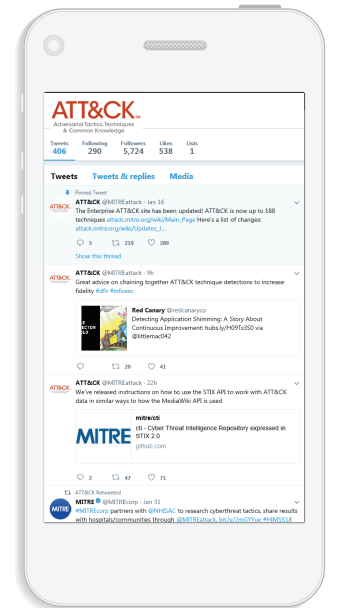 ATT&CK™
Adversarial Tactics, Techniques
& Common Knowledge
Tweets Following Followers Likes Lists
406 290 5,724 538 1
Tweets Tweets & replies Media
Pinned Tweet
ATT&CK @MITREattack · Jan 16
The Enterprise ATT&CK site has been updated! ATT&CK is now up to 188
techniques attack.mitre.org/wiki/Main_Page Here's a list of changes:
attack.mitre.org/wiki/Updates_J...
5 219 289
Show this thread
ATT&CK @MITREattack · 9h
Great advice on chaining together ATT&CK technique detections to increase
fidelity #dfir #infosec
Red Canary @redcanaryco
Detecting Application Shimming: A Story About
Continuous Improvement: hubs.ly/H09Ts3S0 via
@littlemac042
20 41
ATT&CK @MITREattack · 22h
We've released instructions on how to use the STIX API to work with ATT&CK
data in similar ways to how the MediaWiki API is used
MITRE
mitre/cti
cti - Cyber Threat Intelligence Repository expressed in
STIX 2.0
github.com
2 47 71
ATT&CK Retweeted
MITRE @MITREcorp · Jan 31
#MITREcorp partners with @NHISAC to research cyberthreat tactics, share results
with hospitals/communities through @MITREattack. bit.ly/2mGYYue #HIMSS18